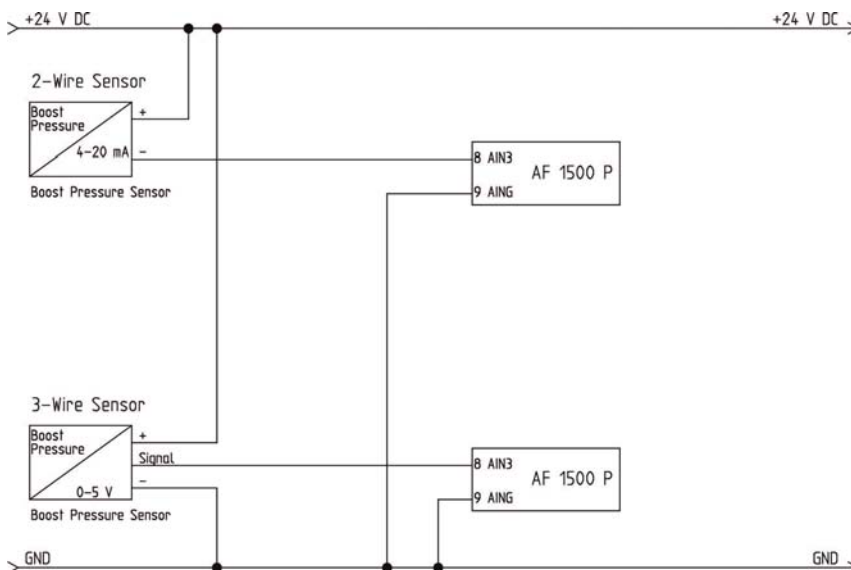 +24 V DC
+24 V DC
2-Wire Sensor
Boost
Pressure
+
4-20 mA
-
Boost Pressure Sensor
8 AIN3
AF 1500 P
9 AING
3-Wire Sensor
Boost
Pressure
+
Signal
0-5 V
-
Boost Pressure Sensor
8 AIN3
AF 1500 P
9 AING
GND
GND